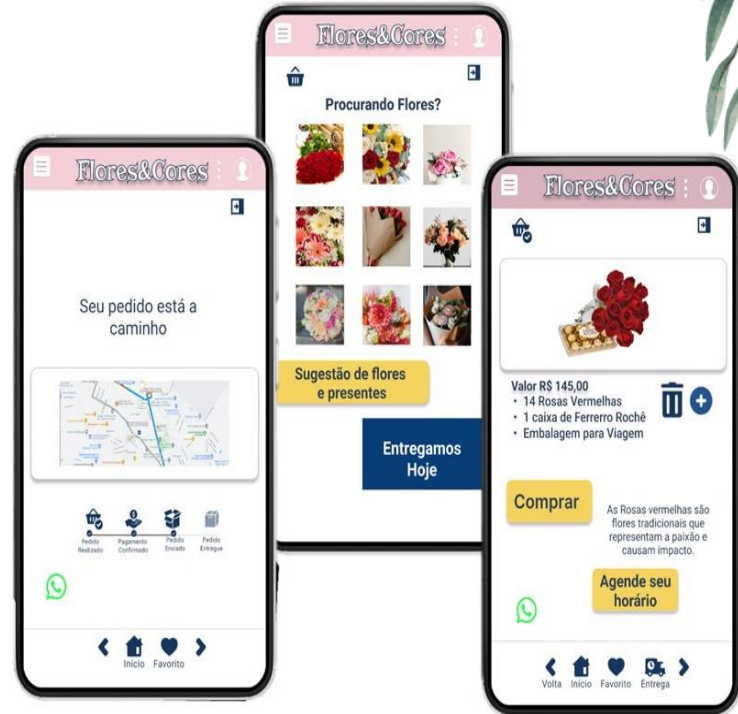 Flores&Cores
Seu pedido está a
caminho
Pedido
Realizado
Pagamento
Confirmado
Pedido
Enviado
Pedido
Entregue
Início
Favorito
Flores&Cores
Procurando Flores?
Sugestão de flores
e presentes
Entregamos
Hoje
Flores&Cores
Valor R$ 145,00
• 14 Rosas Vermelhas
• 1 caixa de Ferrerro Rochê
• Embalagem para Viagem
Comprar
As Rosas vermelhas são
flores tradicionais que
representam a paixão e
causam impacto.
Agende seu
horário
Volta
Início
Favorito
Entrega